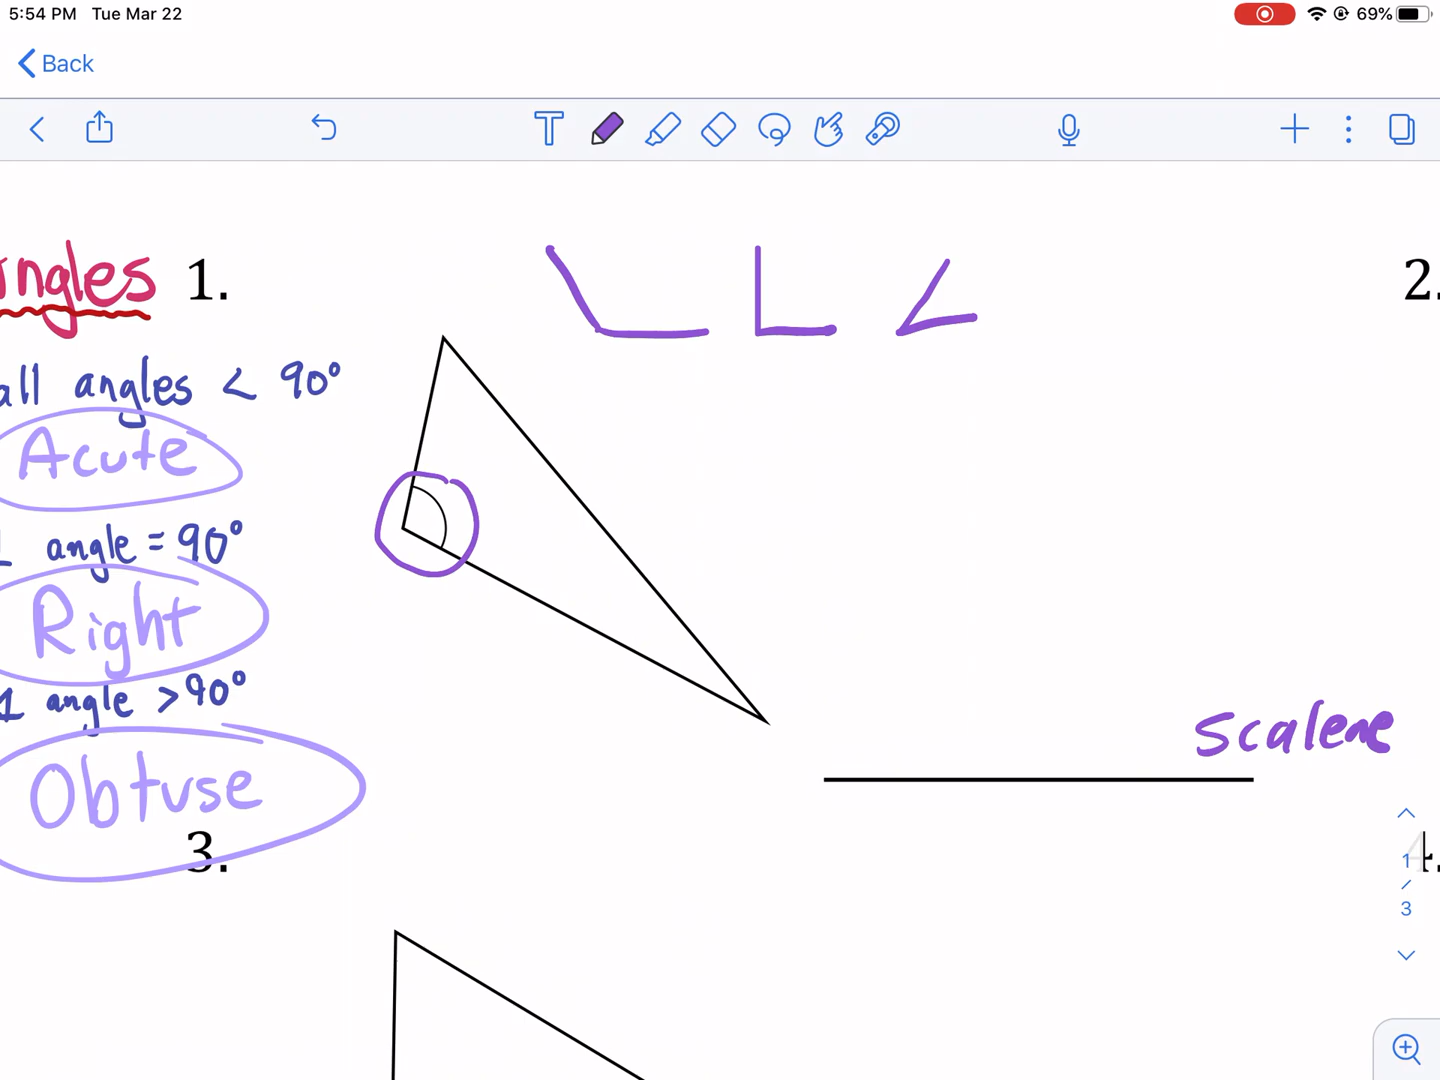 5:54 PM Tue Mar 22
69%
Back
ngles 1.
2.
all angles < 90°
Acute
angle = 90°
Right
1 angle > 90°
Obtuse
scalene
3.
4.
1
/
3